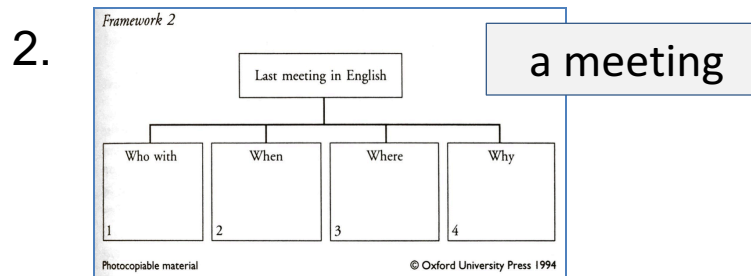 2.
Framework 2
a meeting
Last meeting in English
Who with
When
Where
Why
1
2
3
4
Photocopiable material
© Oxford University Press 1994